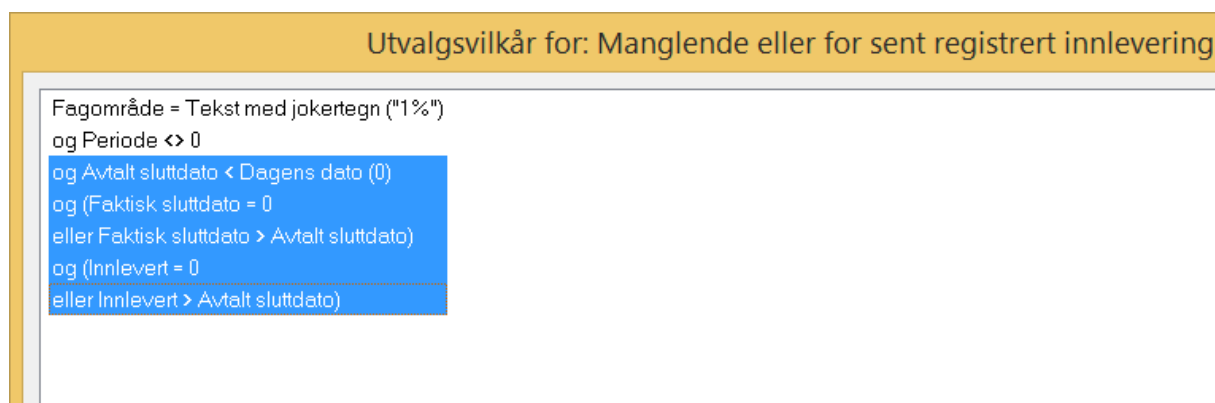 Utvalgsvilkår for: Manglende eller for sent registrert innlevering
Fagområde = Tekst med jokertegn ("1%")
og Periode <> 0
og Avtalt sluttdato < Dagens dato (0)
og (Faktisk sluttdato = 0
eller Faktisk sluttdato > Avtalt sluttdato)
og (Innlevert = 0
eller Innlevert > Avtalt sluttdato)